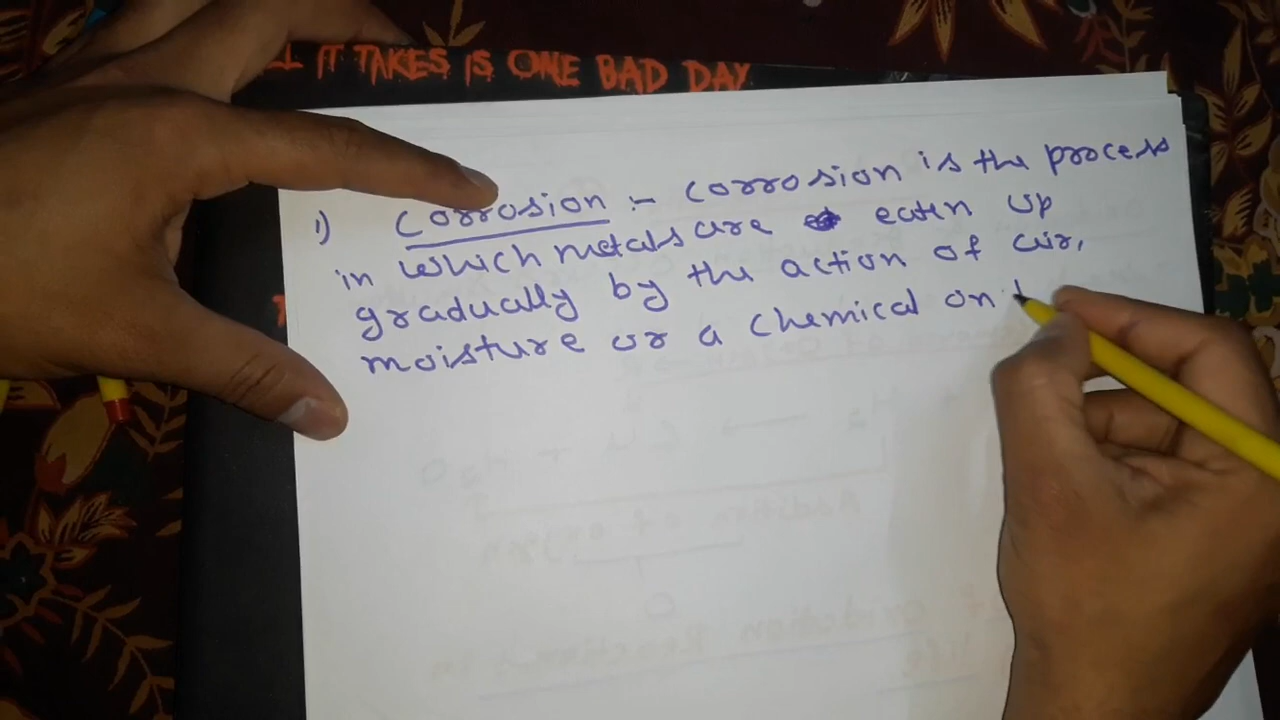 LL IT TAKES IS ONE BAD DAY
1) Corrosion :- Corrosion is the process
in which metals are eaten up
gradually by the action of air,
moisture or a chemical on